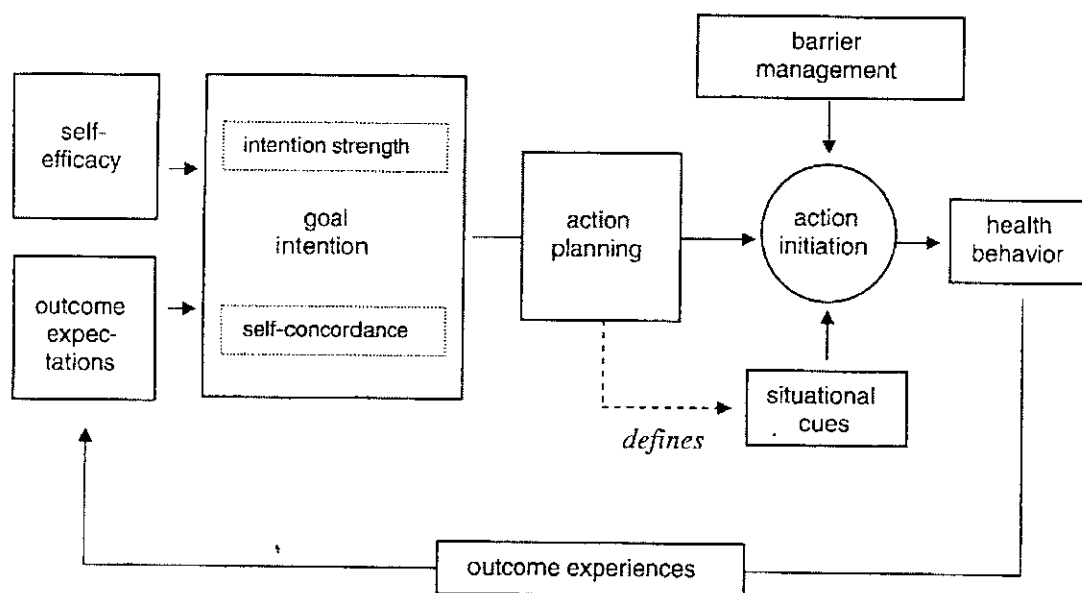 barrier
management
self-
efficacy
intention strength
goal
intention
action
planning
action
initiation
health
behavior
outcome
expec-
tations
self-concordance
situational
cues
defines
outcome experiences